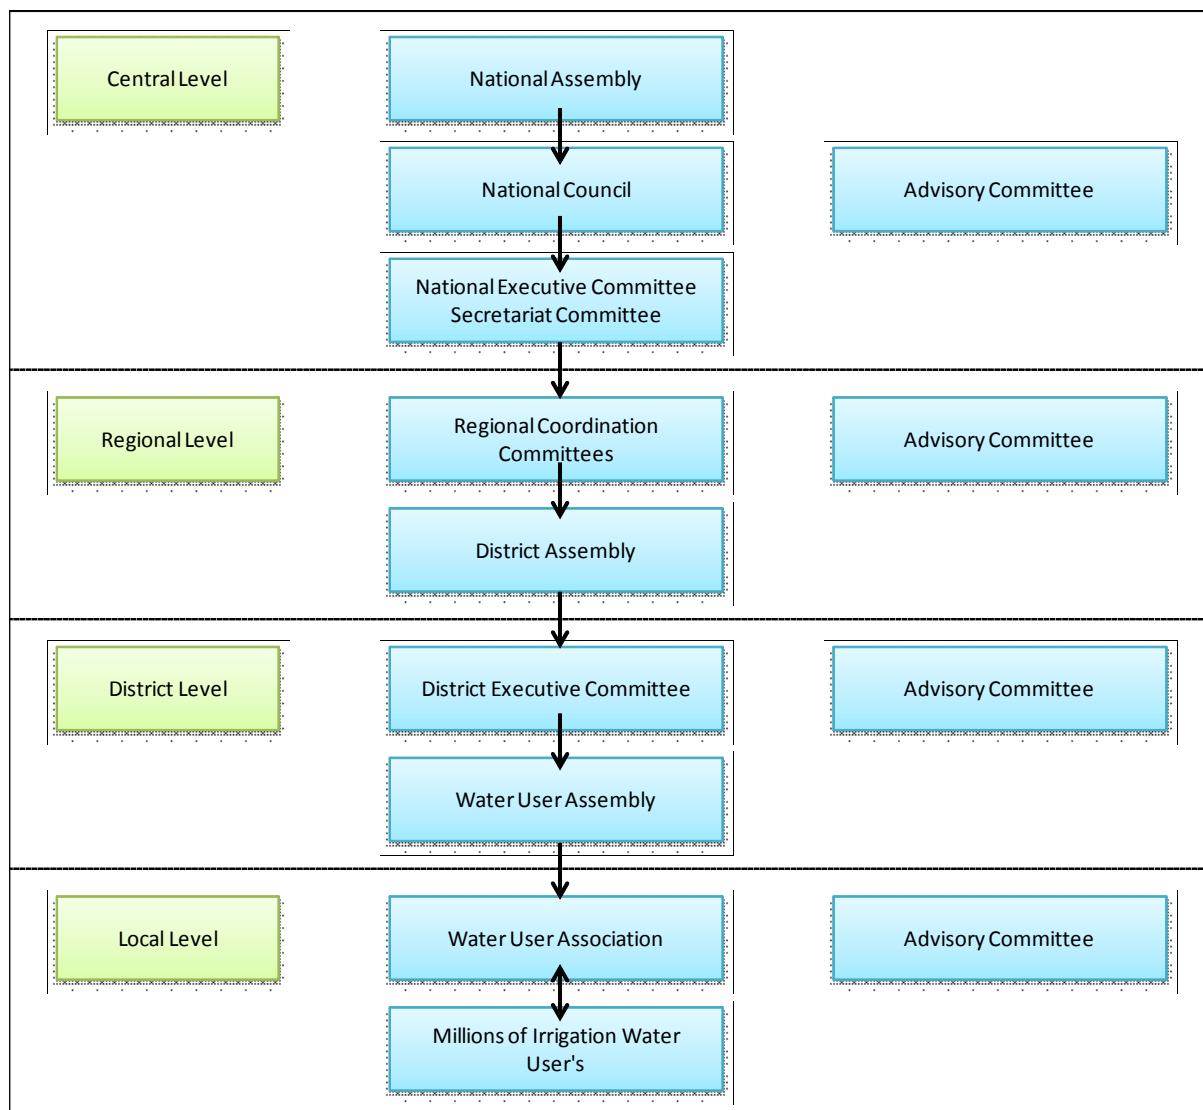 Central Level
National Assembly
National Council
Advisory Committee
National Executive Committee
Secretariat Committee
Regional Level
Regional Coordination
Committees
Advisory Committee
District Assembly
District Level
District Executive Committee
Advisory Committee
Water User Assembly
Local Level
Water User Association
Advisory Committee
Millions of Irrigation Water
User's